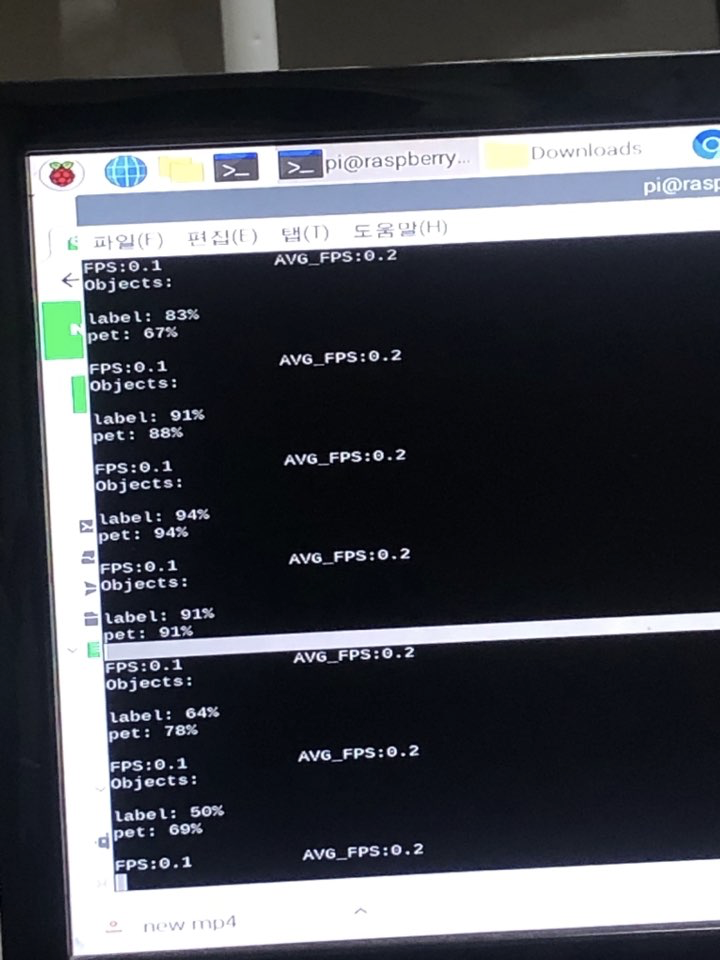 pi@raspberry...
Downloads
pi@rasp
파일(F) 편집(E) 탭(T) 도움말(H)
FPS:0.1 AVG_FPS:0.2
Objects:
label: 83%
pet: 67%
FPS:0.1 AVG_FPS:0.2
Objects:
label: 91%
pet: 88%
FPS:0.1 AVG_FPS:0.2
Objects:
label: 94%
pet: 94%
FPS:0.1 AVG_FPS:0.2
Objects:
label: 91%
pet: 91%
FPS:0.1 AVG_FPS:0.2
Objects:
label: 64%
pet: 78%
FPS:0.1 AVG_FPS:0.2
Objects:
label: 50%
pet: 69%
FPS:0.1 AVG_FPS:0.2
new mp4